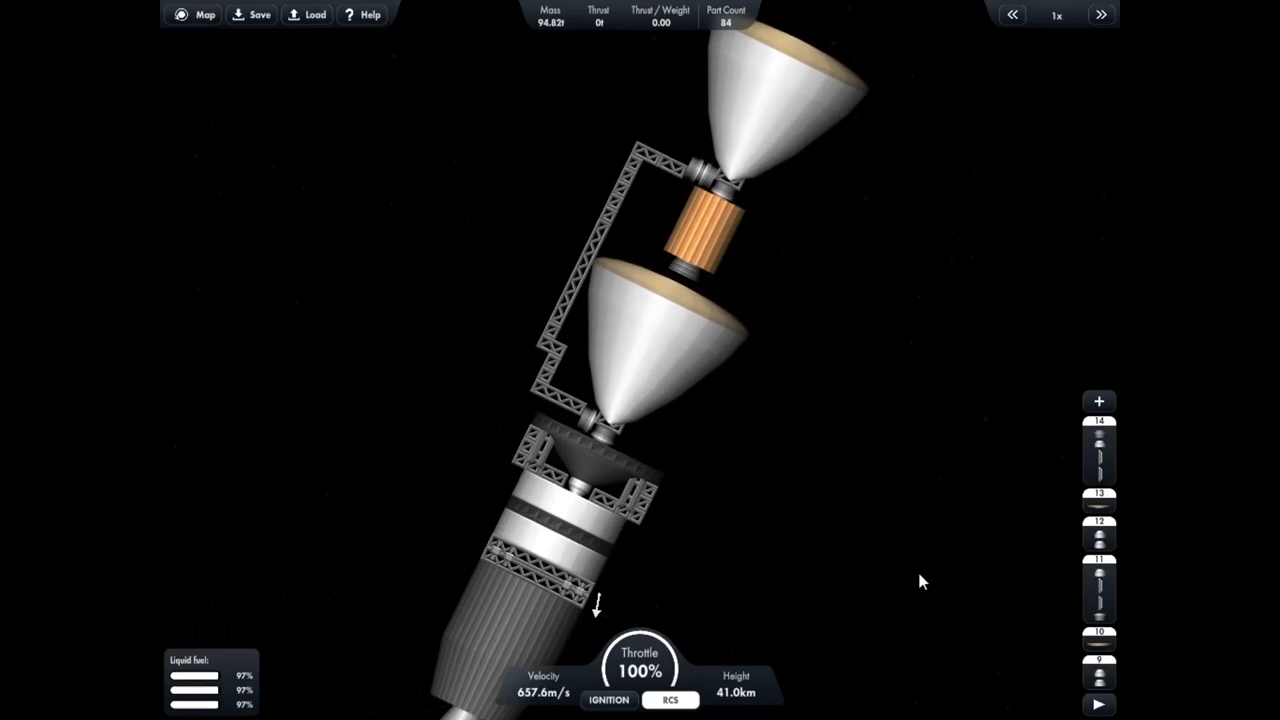 Map
Save
Load
? Help
Mass
94.82t
Thrust
0t
Thrust / Weight
0.00
Part Count
84
1x
14
13
12
11
10
9
Liquid fuel:
97%
97%
97%
Throttle
100%
Velocity
657.6m/s
Height
41.0km
IGNITION
RCS